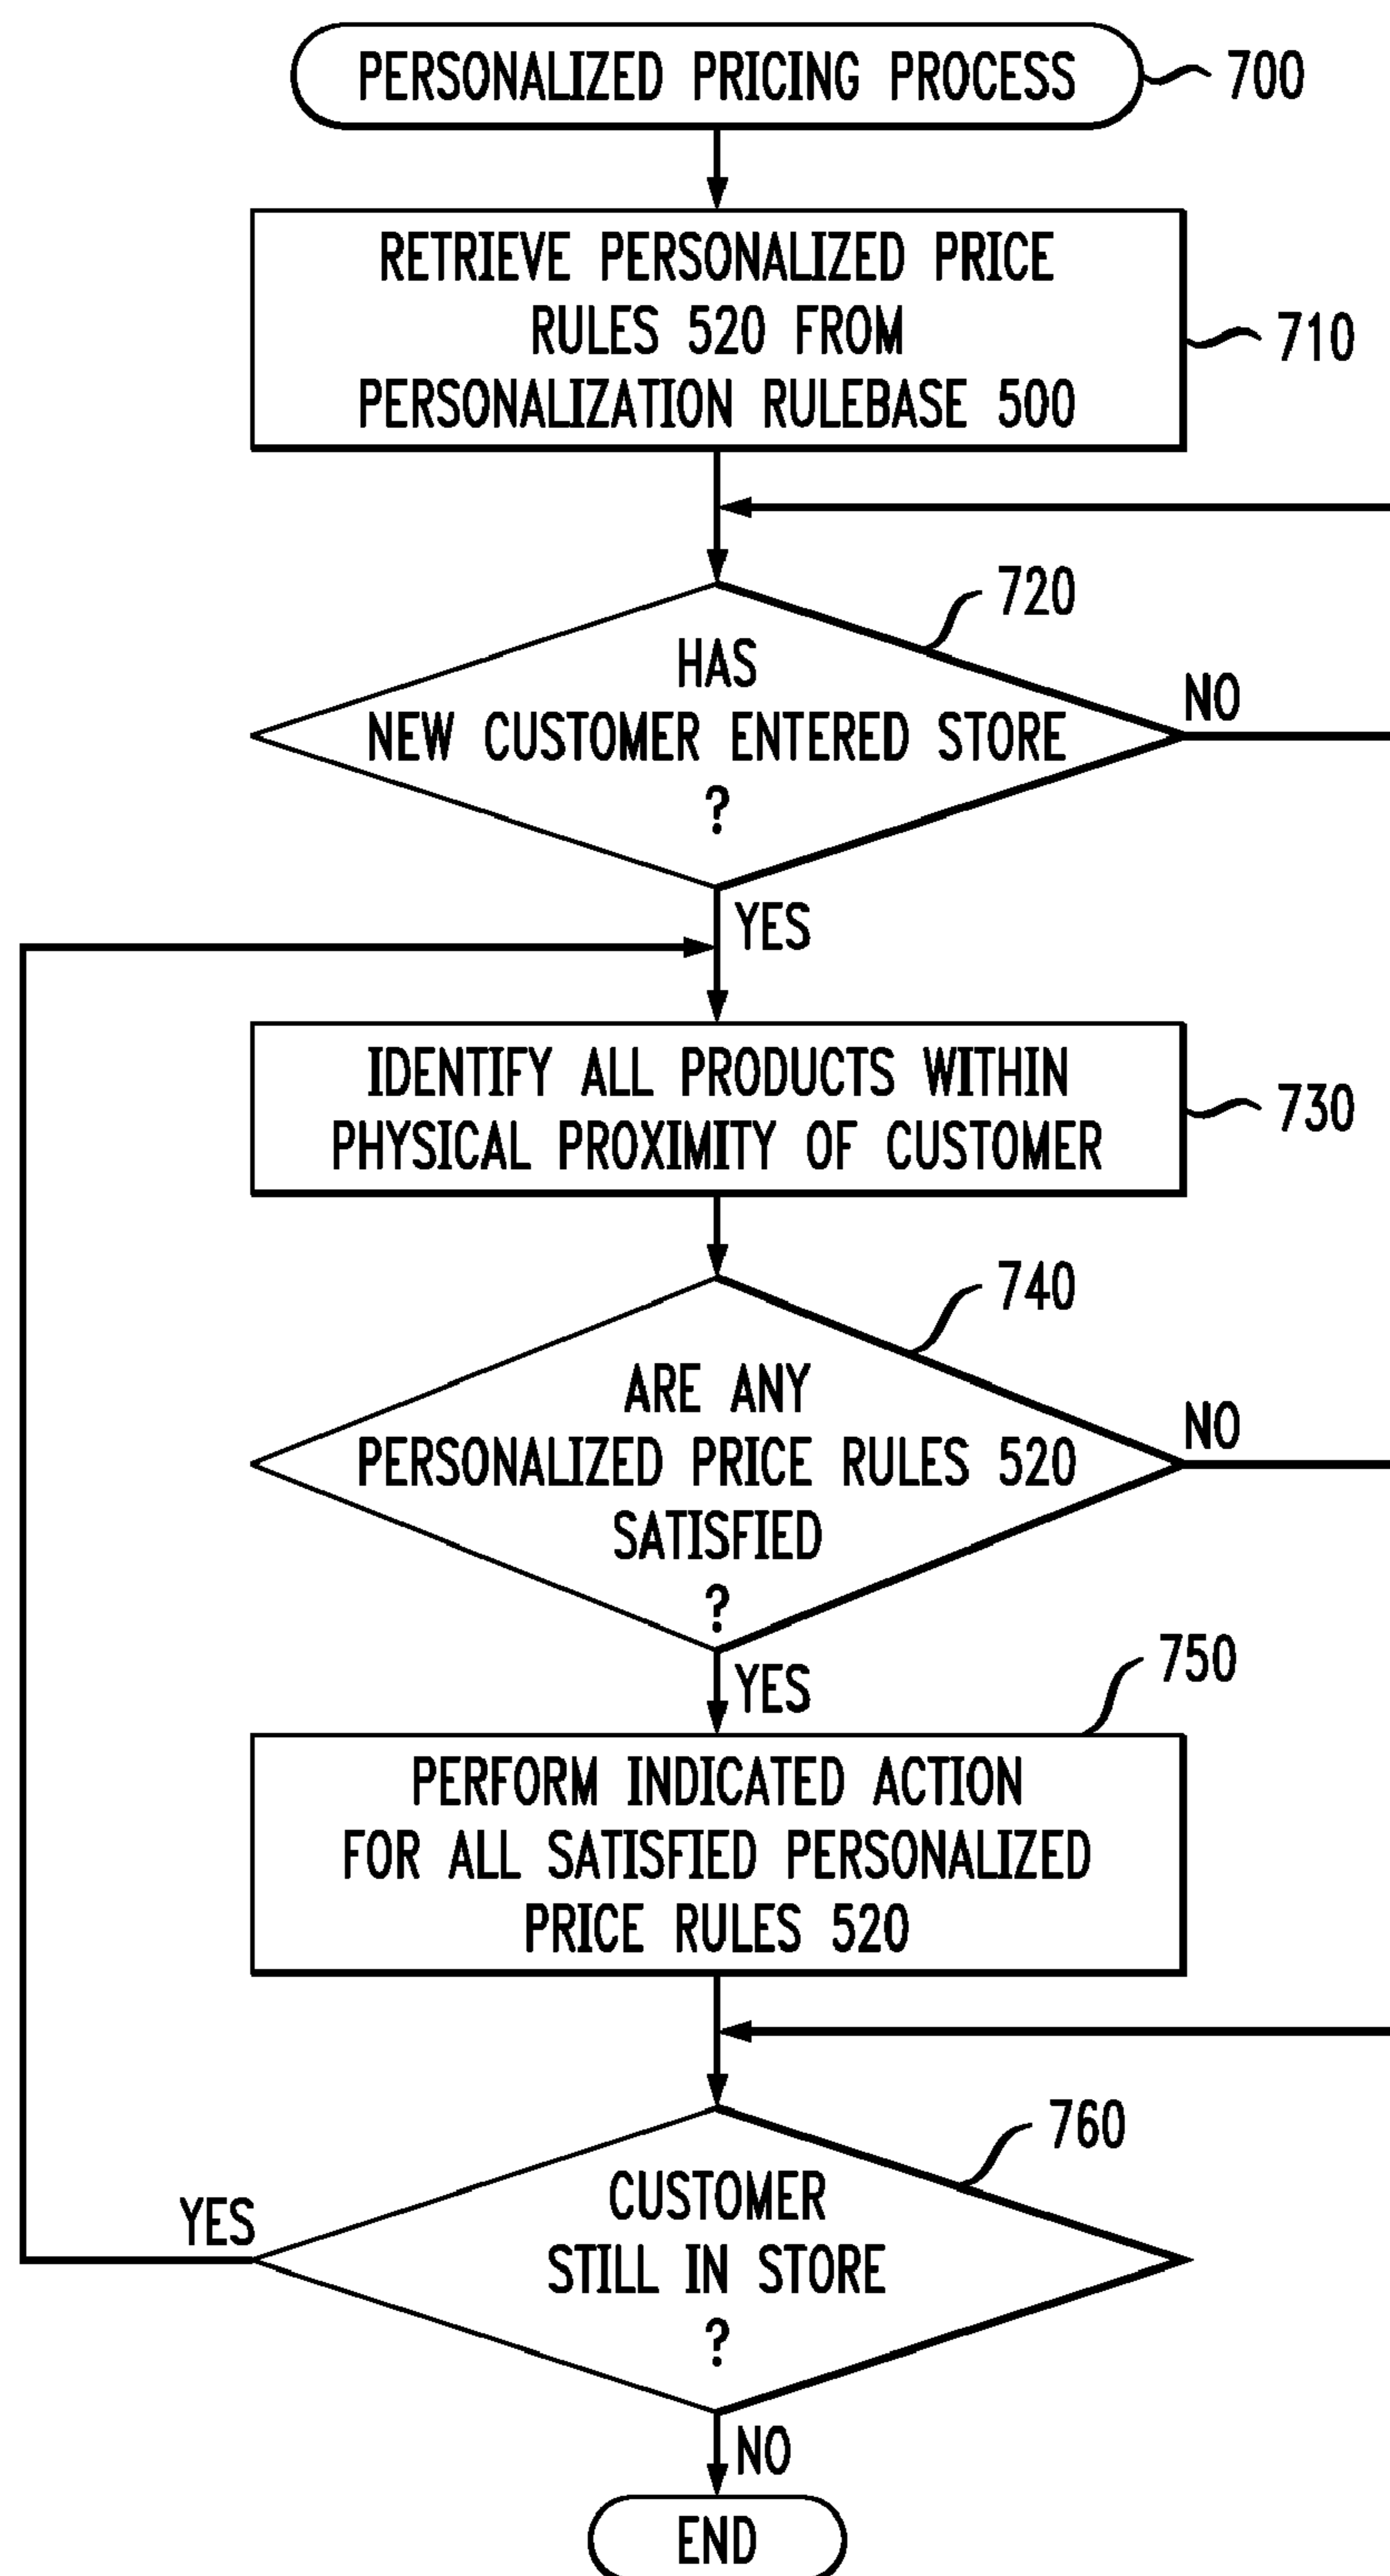 PERSONALIZED PRICING PROCESS
700
RETRIEVE PERSONALIZED PRICE
RULES 520 FROM
PERSONALIZATION RULEBASE 500
710
720
HAS
NEW CUSTOMER ENTERED STORE
?
NO
YES
IDENTIFY ALL PRODUCTS WITHIN
PHYSICAL PROXIMITY OF CUSTOMER
730
740
ARE ANY
PERSONALIZED PRICE RULES 520
SATISFIED
?
NO
YES
750
PERFORM INDICATED ACTION
FOR ALL SATISFIED PERSONALIZED
PRICE RULES 520
760
CUSTOMER
STILL IN STORE
?
YES
NO
END